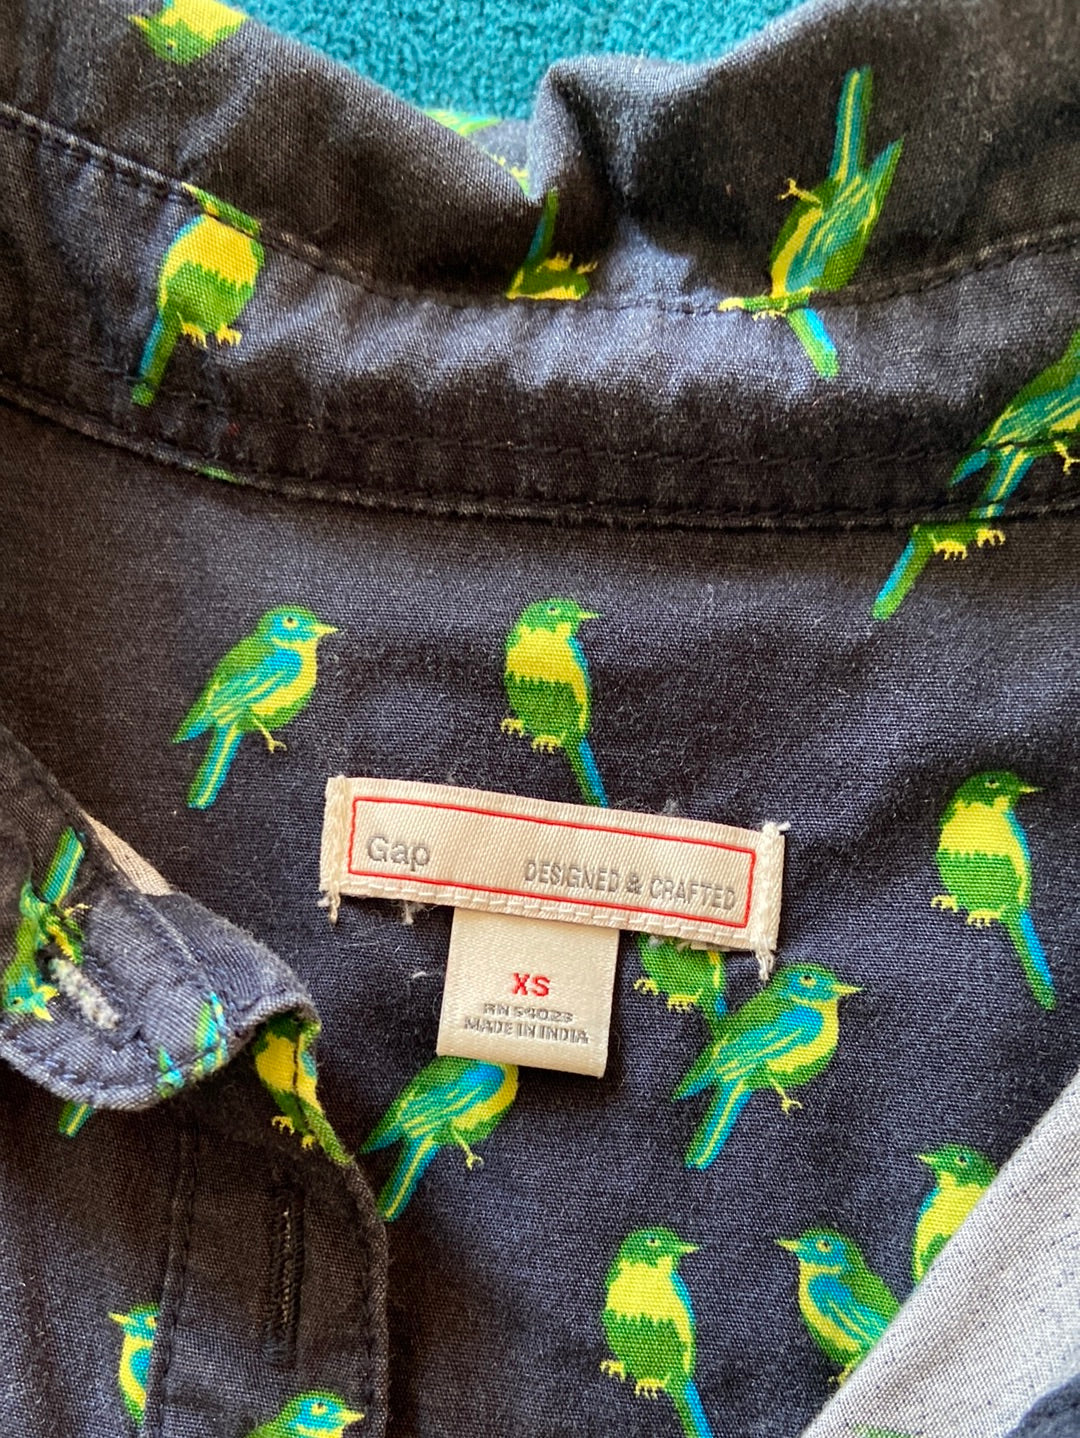 Gap
DESIGNED & CRAFTED
XS
RN 54023
MADE IN INDIA